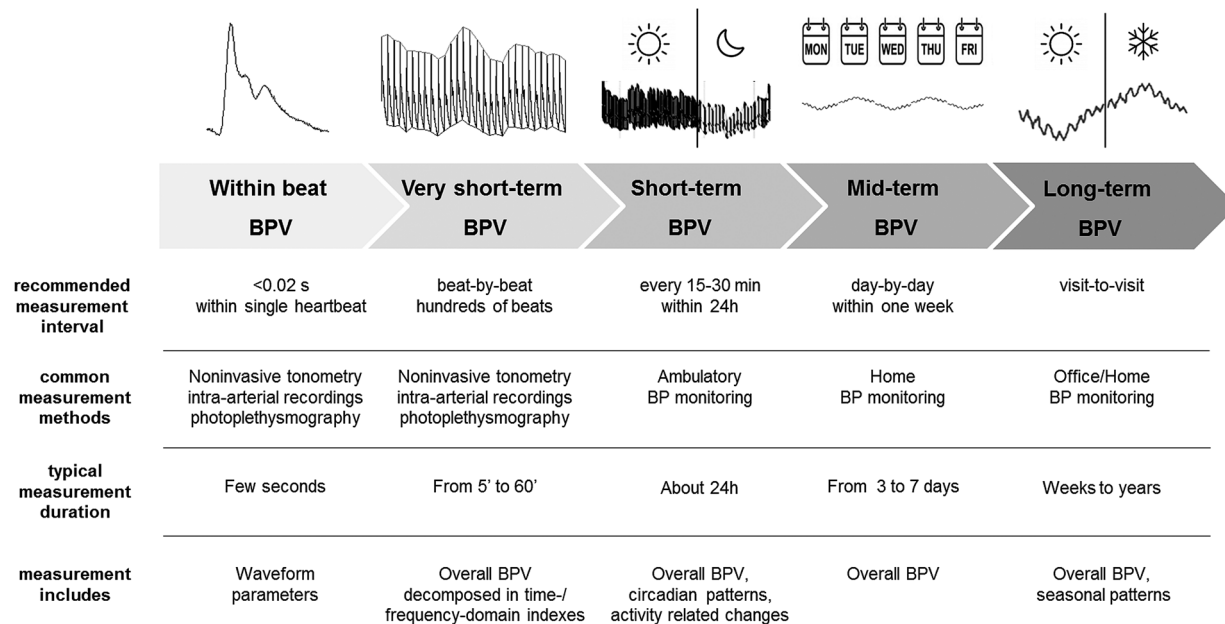 MON TUE WED THU FRI
Within beat BPV
Very short-term BPV
Short-term BPV
Mid-term BPV
Long-term BPV
recommended measurement interval
<0.02 s
within single heartbeat
beat-by-beat
hundreds of beats
every 15-30 min
within 24h
day-by-day
within one week
visit-to-visit
common measurement methods
Noninvasive tonometry
intra-arterial recordings
photoplethysmography
Noninvasive tonometry
intra-arterial recordings
photoplethysmography
Ambulatory
BP monitoring
Home
BP monitoring
Office/Home
BP monitoring
typical measurement duration
Few seconds
From 5’ to 60’
About 24h
From 3 to 7 days
Weeks to years
measurement includes
Waveform
parameters
Overall BPV
decomposed in time-/
frequency-domain indexes
Overall BPV,
circadian patterns,
activity related changes
Overall BPV
Overall BPV,
seasonal patterns